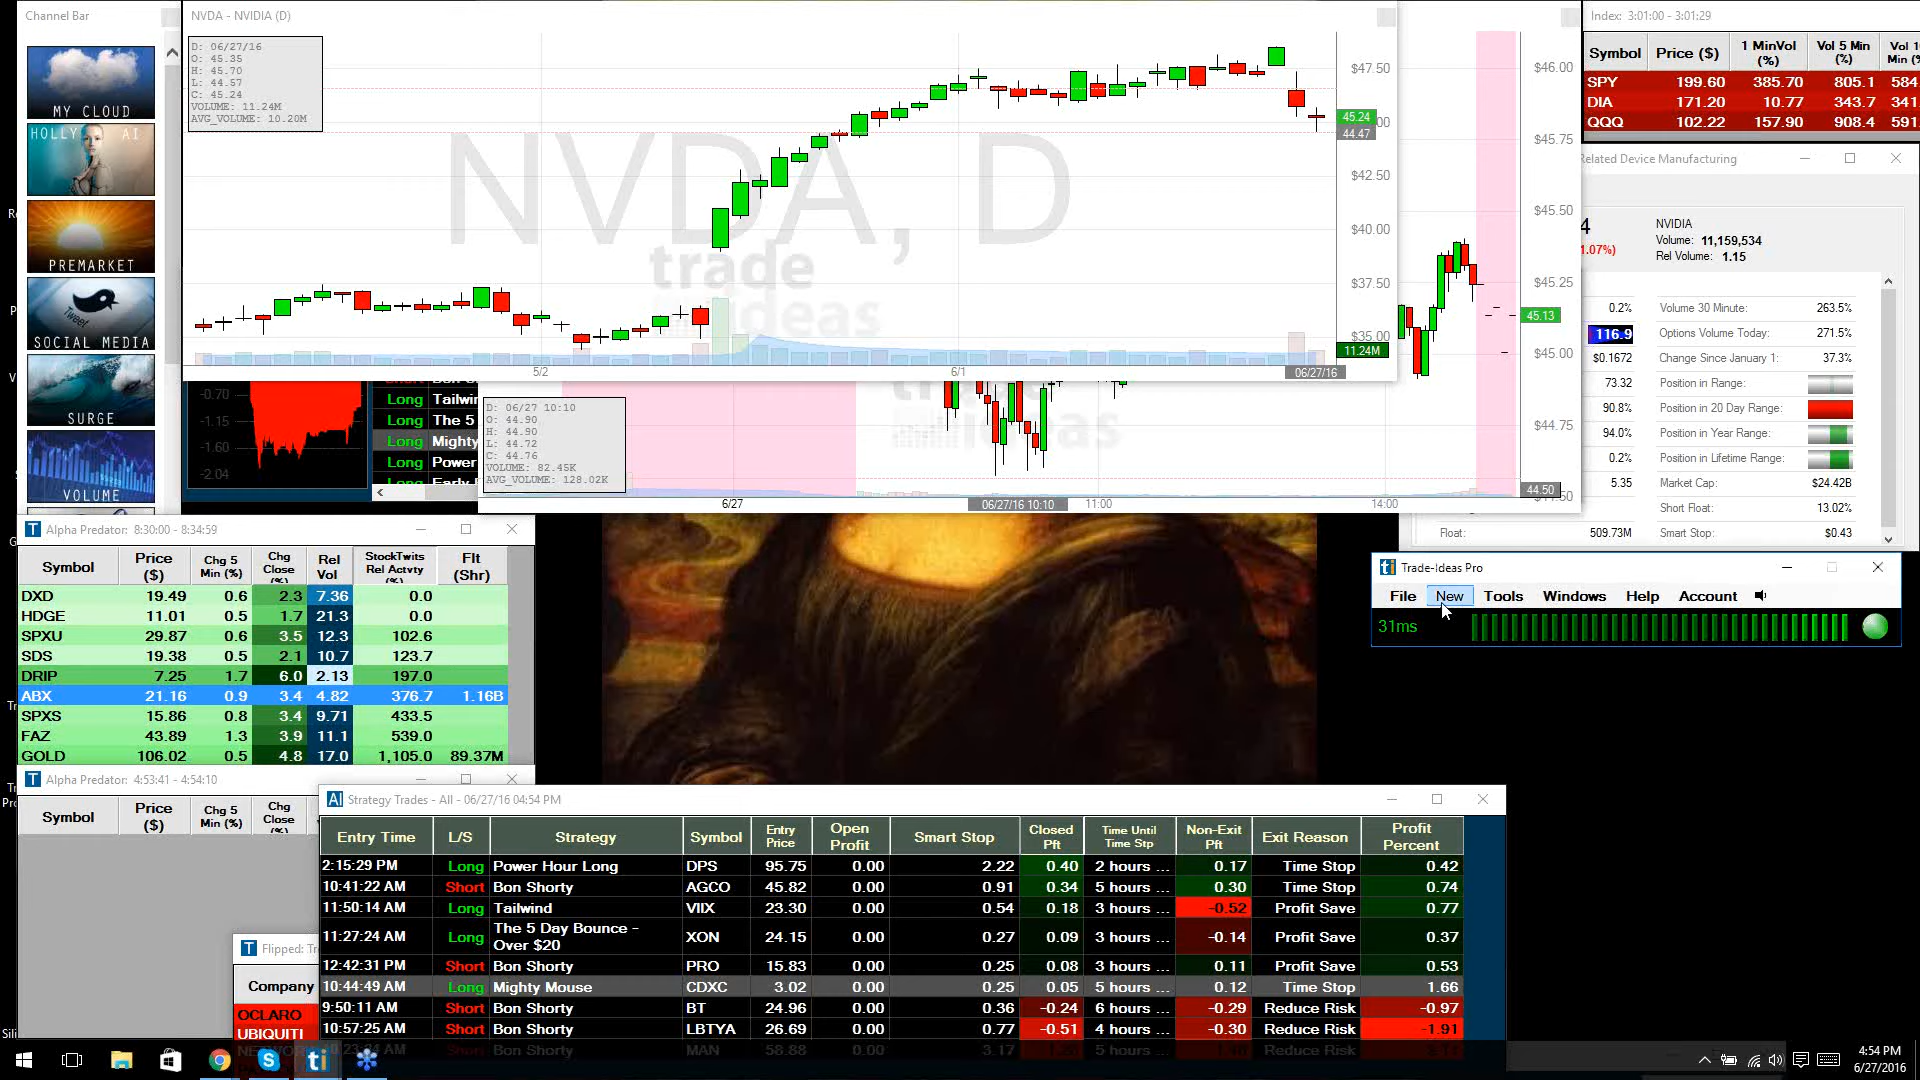 Channel Bar
MY CLOUD
HOLLY AI
PREMARKET
Tweet
SOCIAL MEDIA
SURGE
VOLUME
NVDA - NVIDIA (D)
D: 06/27/16
O: 45.35
H: 45.70
L: 44.57
C: 45.24
VOLUME: 11.24M
AVG_VOLUME: 10.20M
NVDA, D
trade
ideas
$47.50
45.24
44.47
$42.50
$40.00
$37.50
$35.00
11.24M
5/2
6/1
06/27/16
$46.00
$45.75
$45.50
$45.25
45.13
$45.00
$44.75
44.50
-0.70
-1.15
-1.60
-2.04
Long Tailwin
Long The 5
Long Mighty
Long Power
D: 06/27 10:10
O: 44.90
H: 44.90
L: 44.72
C: 44.76
VOLUME: 82.45K
AVG_VOLUME: 128.02K
ideas
6/27
06/27/16 10:10
11:00
14:00
Index: 3:01:00 - 3:01:29
Symbol Price ($) 1 MinVol (%) Vol 5 Min (%) Vol 1
SPY 199.60 385.70 805.1 584
DIA 171.20 10.77 343.7 341
QQQ 102.22 157.90 908.4 591
Related Device Manufacturing
NVIDIA
Volume: 11,159,534
Rel Volume: 1.15
1.07%)
0.2% Volume 30 Minute: 263.5%
116.9 Options Volume Today: 271.5%
$0.1672 Change Since January 1: 37.3%
73.32 Position in Range:
90.8% Position in 20 Day Range:
94.0% Position in Year Range:
0.2% Position in Lifetime Range:
5.35 Market Cap: $24.42B
Short Float: 13.02%
Float: 509.73M Smart Stop: $0.43
Trade-Ideas Pro
File New Tools Windows Help Account
31ms
Alpha Predator: 8:30:00 - 8:34:59
Symbol Price ($) Chg 5 Min (%) Chg Close (%) Rel Vol StockTwits Rel Actvty (%) Flt (Shr)
DXD 19.49 0.6 2.3 7.36 0.0
HDGE 11.01 0.5 1.7 21.3 0.0
SPXU 29.87 0.6 3.5 12.3 102.6
SDS 19.38 0.5 2.1 10.7 123.7
DRIP 7.25 1.7 6.0 2.13 197.0
ABX 21.16 0.9 3.4 4.82 376.7 1.16B
SPXS 15.86 0.8 3.4 9.71 433.5
FAZ 43.89 1.3 3.9 11.1 539.0
GOLD 106.02 0.5 4.8 17.0 1,105.0 89.37M
Alpha Predator: 4:53:41 - 4:54:10
Symbol Price ($) Chg 5 Min (%) Chg Close (%)
Flipped: Tr
Company
OCLARO
UBIQUITI
Strategy Trades - All - 06/27/16 04:54 PM
Entry Time L/S Strategy Symbol Entry Price Open Profit Smart Stop Closed Pft Time Until Time Stp Non-Exit Pft Exit Reason Profit Percent
2:15:29 PM Long Power Hour Long DPS 95.75 0.00 2.22 0.40 2 hours ... 0.17 Time Stop 0.42
10:41:22 AM Short Bon Shorty AGCO 45.82 0.00 0.91 0.34 5 hours ... 0.30 Time Stop 0.74
11:50:14 AM Long Tailwind VIIX 23.30 0.00 0.54 0.18 3 hours ... -0.52 Profit Save 0.77
11:27:24 AM Long The 5 Day Bounce - Over $20 XON 24.15 0.00 0.27 0.09 3 hours ... -0.14 Profit Save 0.37
12:42:31 PM Short Bon Shorty PRO 15.83 0.00 0.25 0.08 3 hours ... 0.11 Profit Save 0.53
10:44:49 AM Long Mighty Mouse CDXC 3.02 0.00 0.25 0.05 5 hours ... 0.12 Time Stop 1.66
9:50:11 AM Short Bon Shorty BT 24.96 0.00 0.36 -0.24 6 hours ... -0.29 Reduce Risk -0.97
10:57:25 AM Short Bon Shorty LBTYA 26.69 0.00 0.77 -0.51 4 hours ... -0.30 Reduce Risk -1.91
Short Bon Shorty MAN 58.88 0.00 3.17 5 hours ... Reduce Risk
4:54 PM
6/27/2016